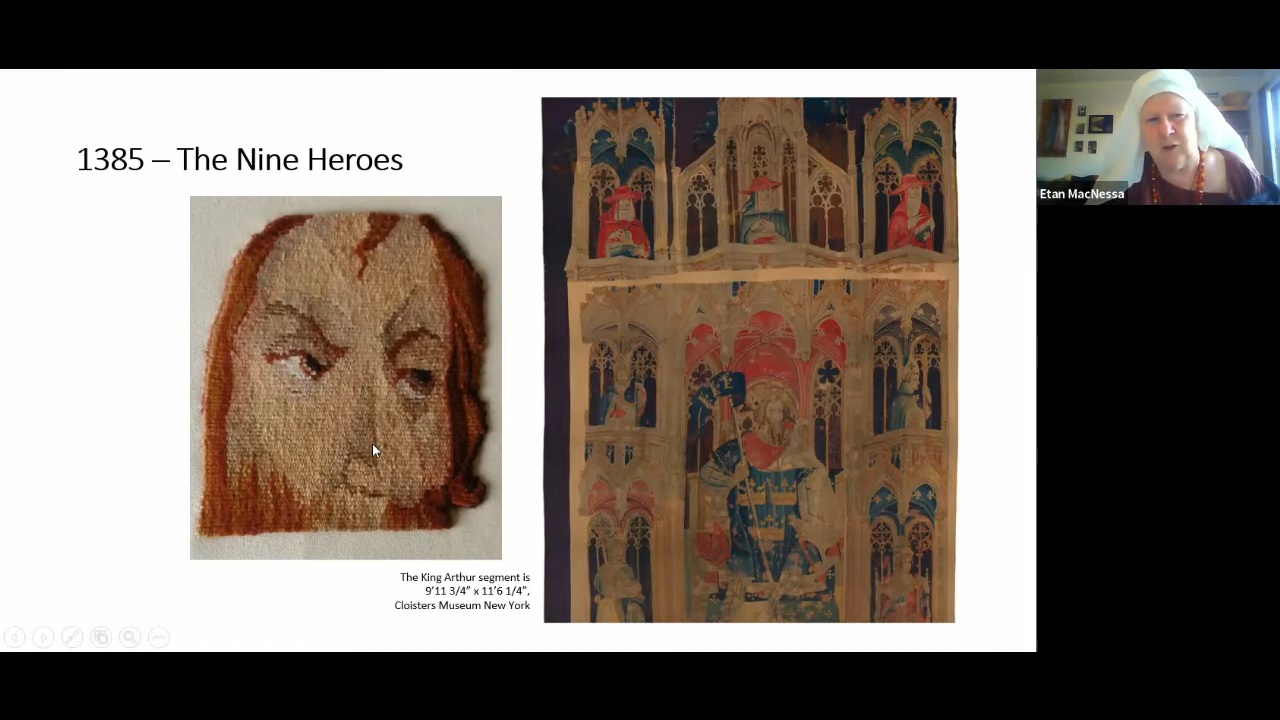 1385 – The Nine Heroes
The King Arthur segment is
9'11 3/4" x 11'6 1/4",
Cloisters Museum New York
Etan MacNessa